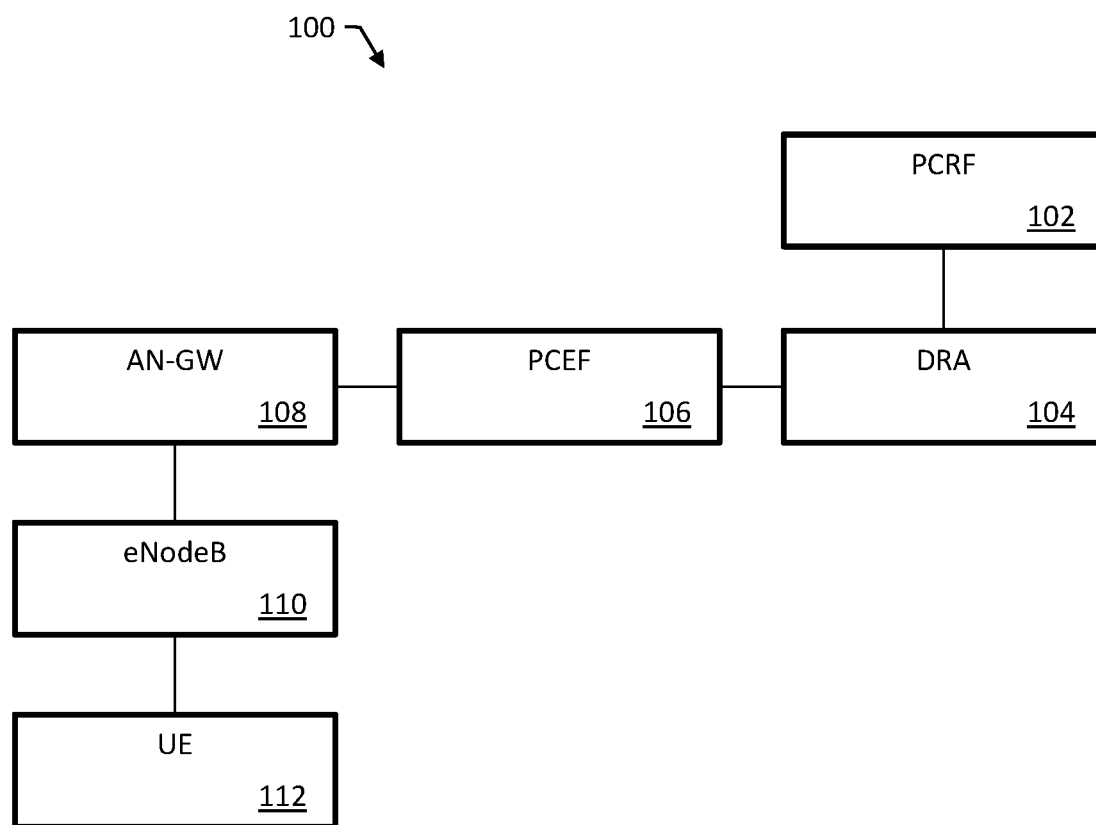 100
PCRF
102
AN-GW
108
PCEF
106
DRA
104
eNodeB
110
UE
112